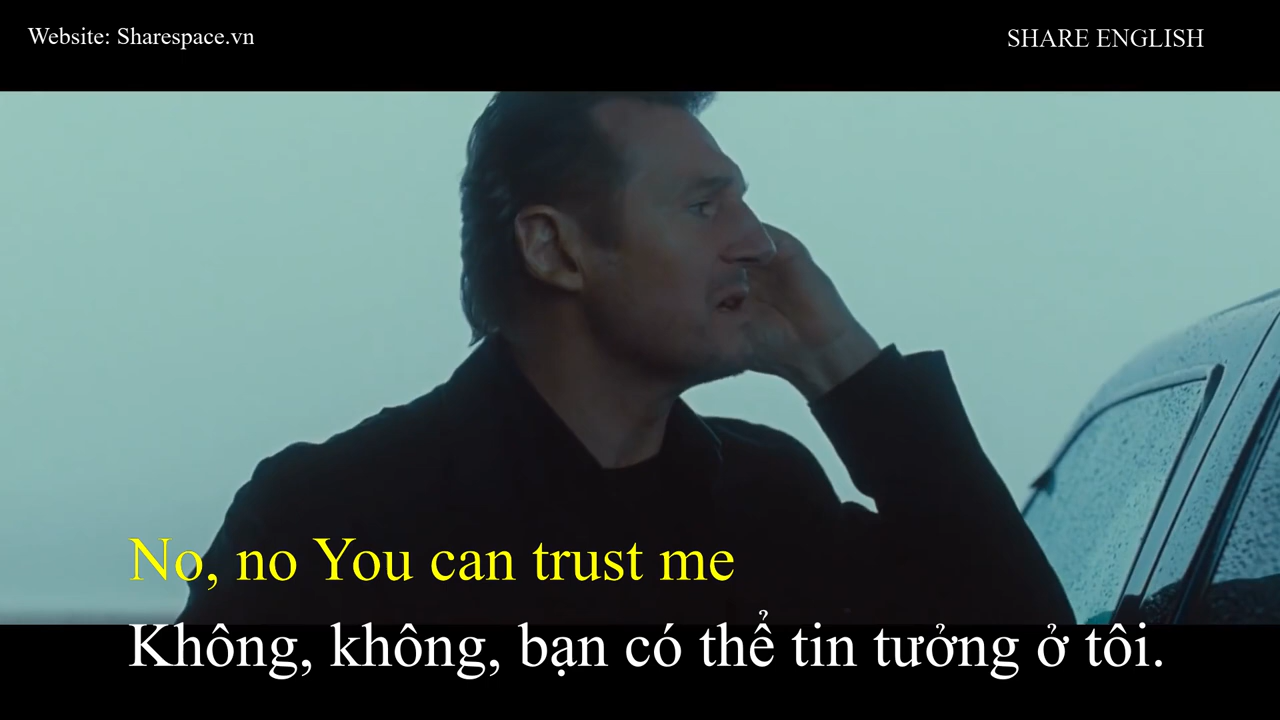 Website: Sharespace.vn
SHARE ENGLISH
No, no You can trust me
Không, không, bạn có thể tin tưởng ở tôi.